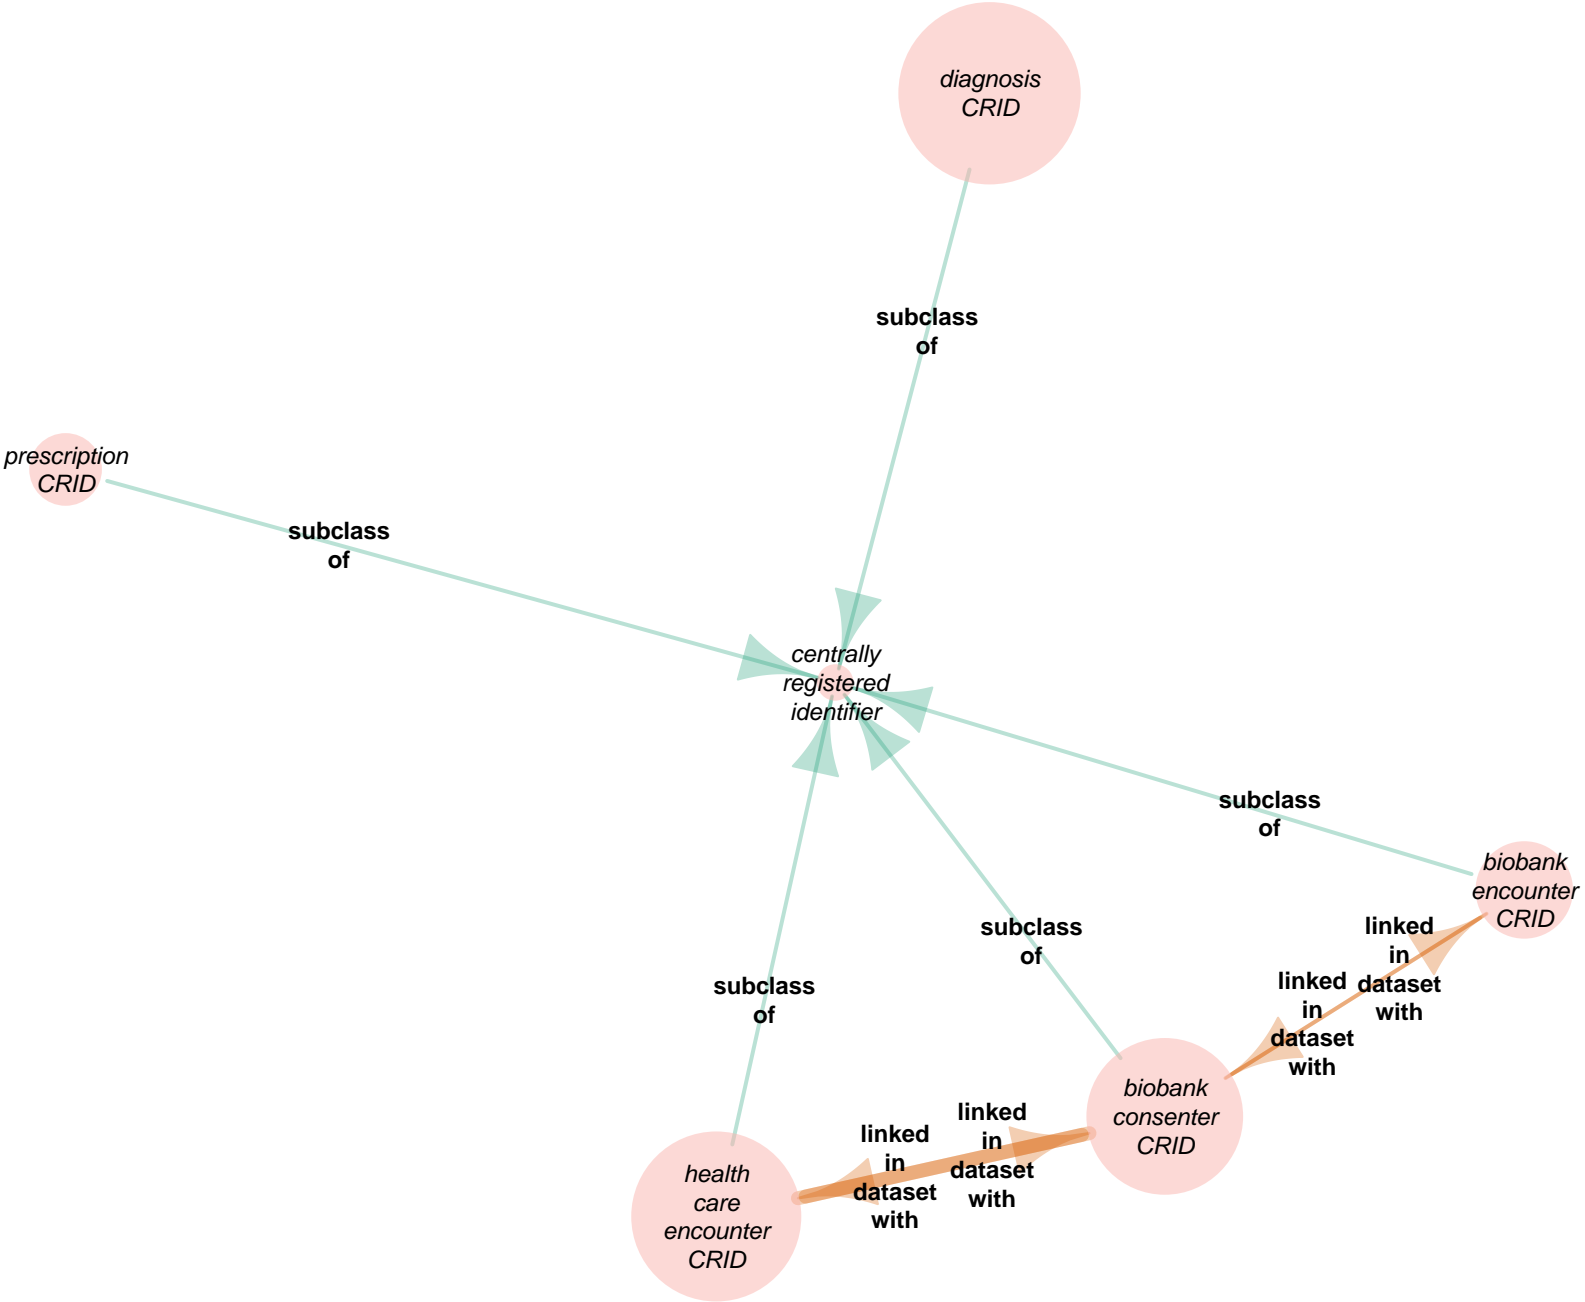 diagnosis
CRID
subclass
of
prescription
CRID
subclass
of
centrally
registered
identifier
subclass
of
biobank
encounter
CRID
subclass
of
subclass
of
linked
in
dataset
with
linked
in
dataset
with
biobank
consenter
CRID
linked
in
dataset
with
linked
in
dataset
with
health
care
encounter
CRID